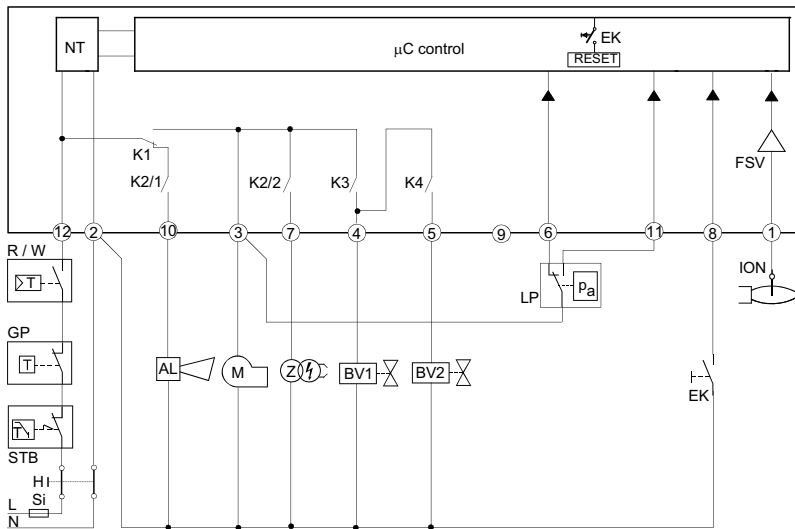 NT
μC control
EK
RESET
K1
K2/1
K2/2
K3
K4
FSV
12
2
10
3
7
4
5
9
6
11
8
1
R / W
T
GP
T
STB
T
H
Si
L
N
AL
M
Z
BV1
BV2
LP
pa
EK
ION